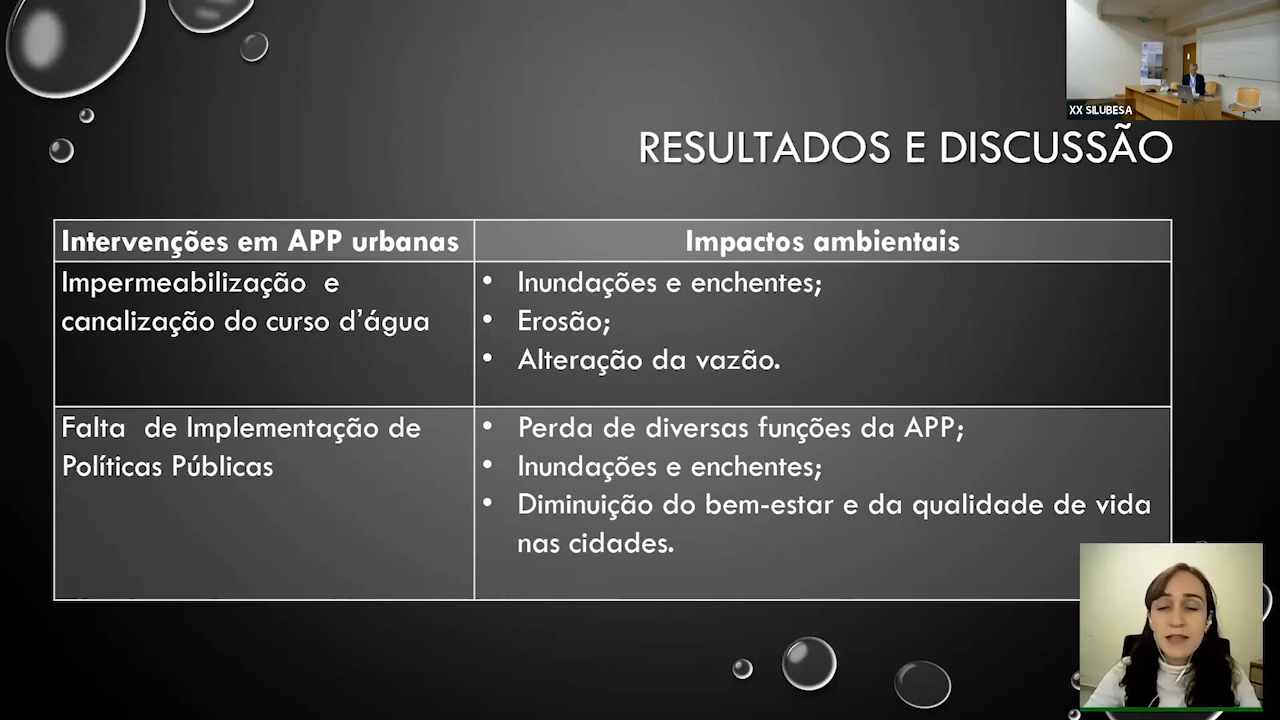 XX SILUBESA
RESULTADOS E DISCUSSÃO
Intervenções em APP urbanas
Impactos ambientais
Impermeabilização e
canalização do curso d’água
• Inundações e enchentes;
• Erosão;
• Alteração da vazão.
Falta de Implementação de
Políticas Públicas
• Perda de diversas funções da APP;
• Inundações e enchentes;
• Diminuição do bem-estar e da qualidade de vida
nas cidades.